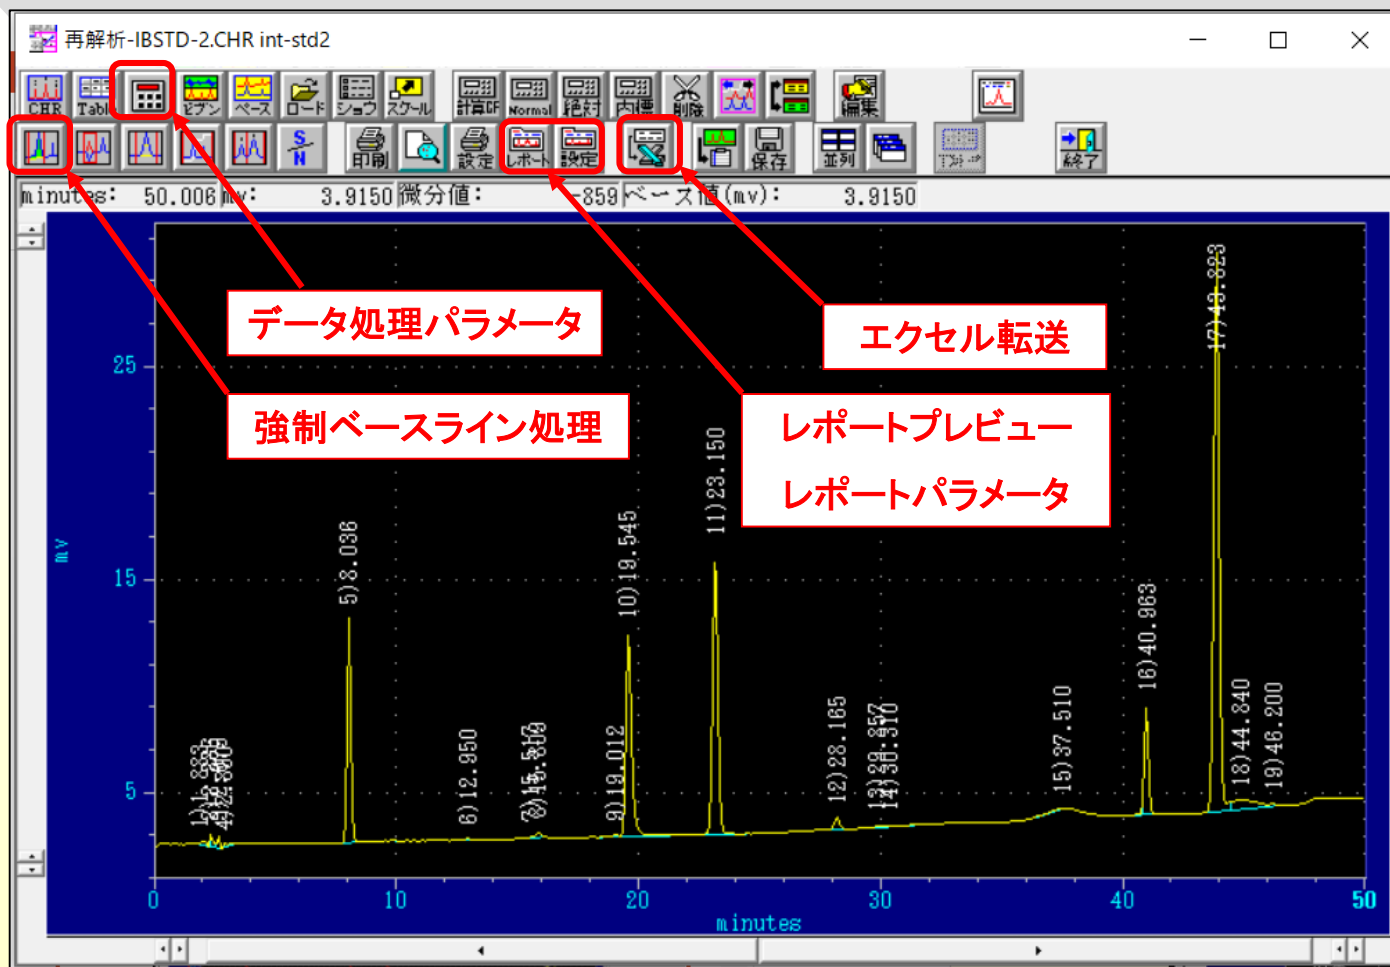 再解析-IBSTD-2.CHR int-std2
CHR Table ピブン ベース ロード ショウ スケール 計算CF Normal 絶対 内標 削除 編集
S/N 印刷 設定 レポート 設定 保存 並列 終了
minutes: 50.006 mv: 3.9150 微分値: -859 ベース値(mv): 3.9150
データ処理パラメータ
エクセル転送
強制ベースライン処理
レポートプレビュー
レポートパラメータ
17)43.823
25
11)23.150
5)8.036
10)19.545
mv
15
16)40.963
12)28.165
15)37.510
18)44.840
19)46.200
6)12.950
9)19.012
14)30.310
5
0 10 20 30 40 50
minutes